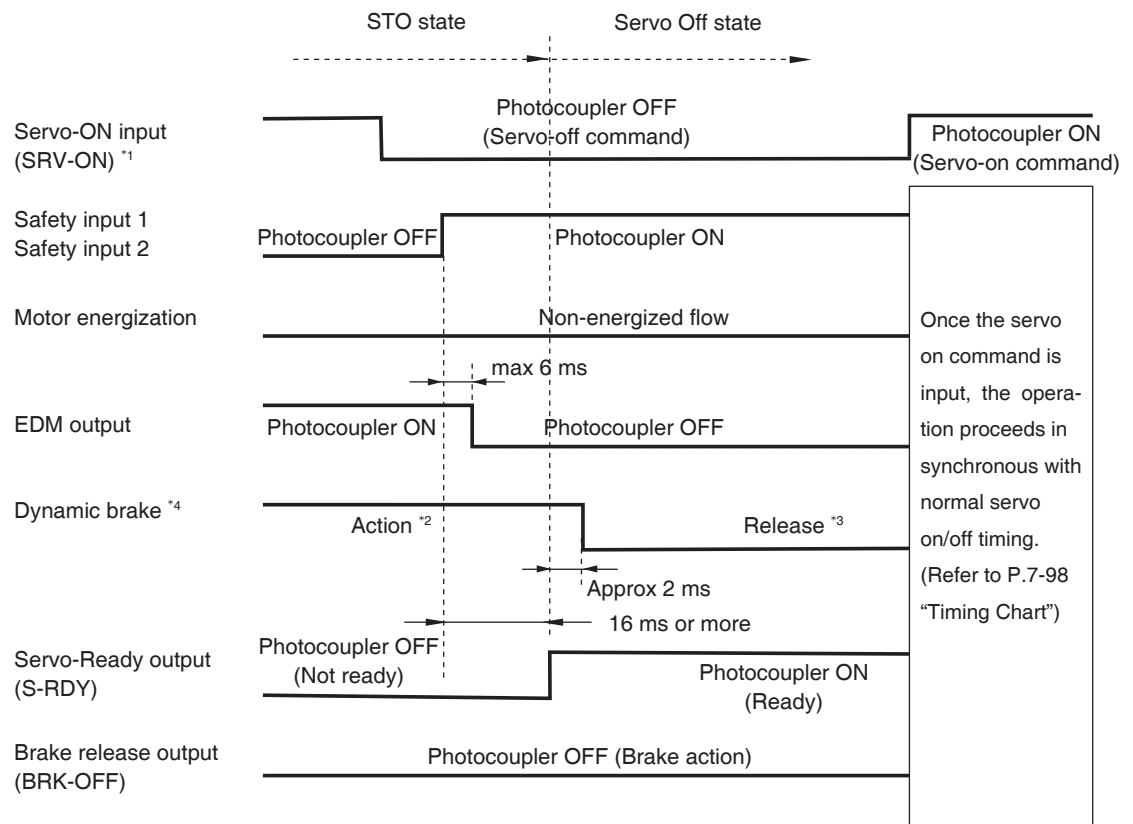 STO state
Servo Off state
Servo-ON input
(SRV-ON) *1
Photocoupler OFF
(Servo-off command)
Photocoupler ON
(Servo-on command)
Safety input 1
Safety input 2
Photocoupler OFF
Photocoupler ON
Motor energization
Non-energized flow
max 6 ms
EDM output
Photocoupler ON
Photocoupler OFF
Dynamic brake *4
Action *2
Release *3
Approx 2 ms
16 ms or more
Servo-Ready output
(S-RDY)
Photocoupler OFF
(Not ready)
Photocoupler ON
(Ready)
Brake release output
(BRK-OFF)
Photocoupler OFF (Brake action)
Once the servo
on command is
input, the opera-
tion proceeds in
synchronous with
normal servo
on/off timing.
(Refer to P.7-98
“Timing Chart”)